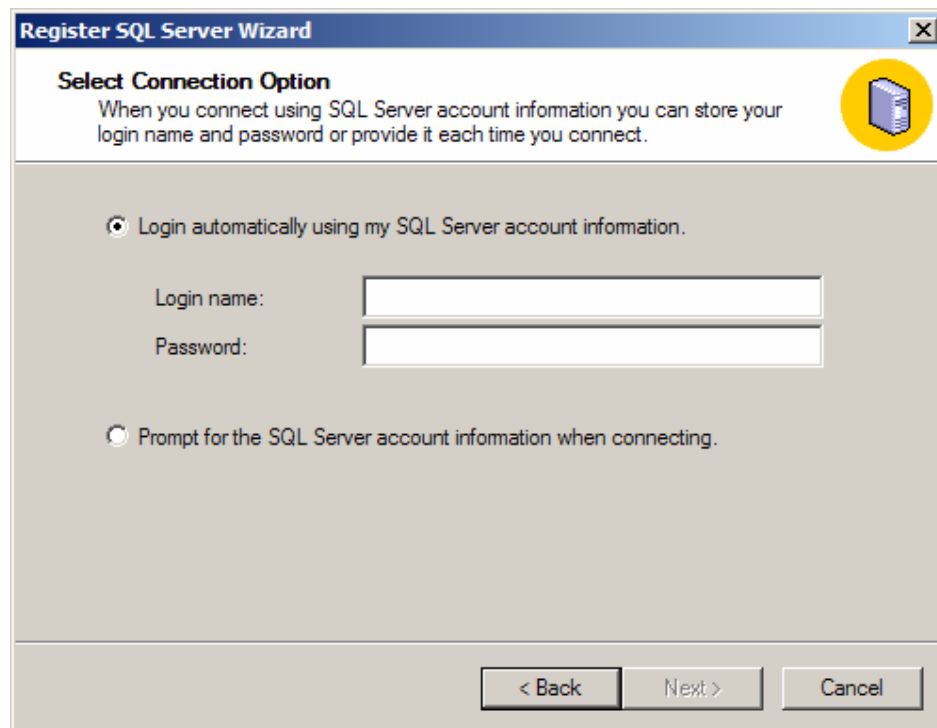 Register SQL Server Wizard
Select Connection Option
When you connect using SQL Server account information you can store your
login name and password or provide it each time you connect.
Login automatically using my SQL Server account information.
Login name:
Password:
Prompt for the SQL Server account information when connecting.
< Back Next > Cancel